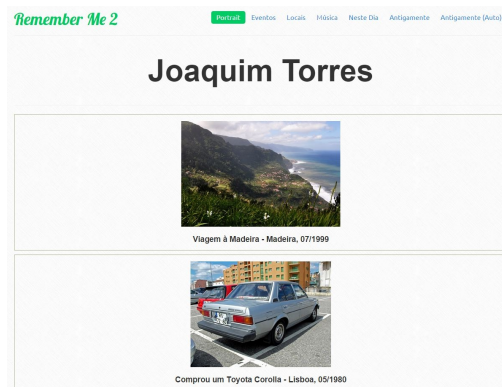 Remember Me 2
Portrait Eventos Locais Música Neste Dia Antigamente Antigamente (Auto)
Joaquim Torres
Viagem à Madeira - Madeira, 07/1999
Comprou um Toyota Corolla - Lisboa, 05/1980